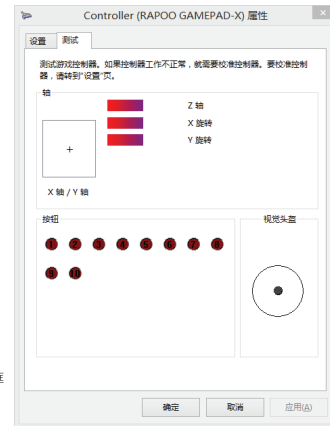 Controller (RAPOO GAMEPAD-X) 属性
设置 测试
测试游戏控制器。如果控制器工作不正常，就需要校准控制器。要校准控制
器，请转到“设置”页。
轴
Z 轴
X 旋转
Y 旋转
X 轴 / Y 轴
按钮 视觉头盔
1 2 3 4 5 6 7 8
9 10
确定 取消 应用(A)